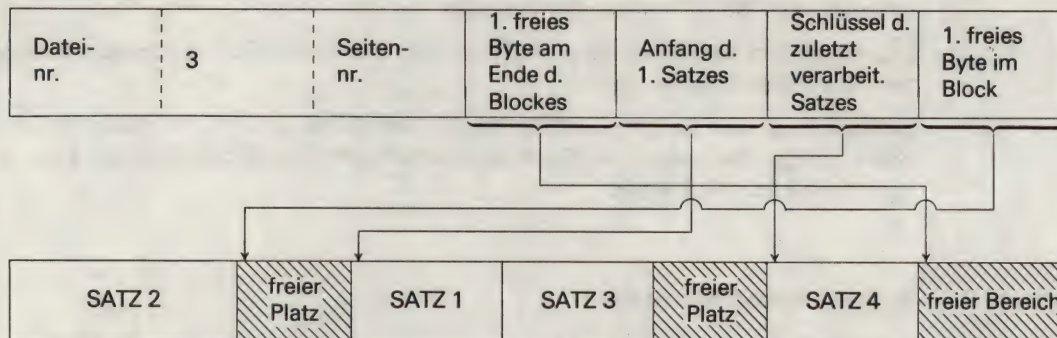 Datei-
nr.
3
Seiten-
nr.
1. freies
Byte am
Ende d.
Blockes
Anfang d.
1. Satzes
Schlüssel d.
zuletzt
verarbeit.
Satzes
1. freies
Byte im
Block
SATZ 2
freier
Platz
SATZ 1
SATZ 3
freier
Platz
SATZ 4
freier Bereich